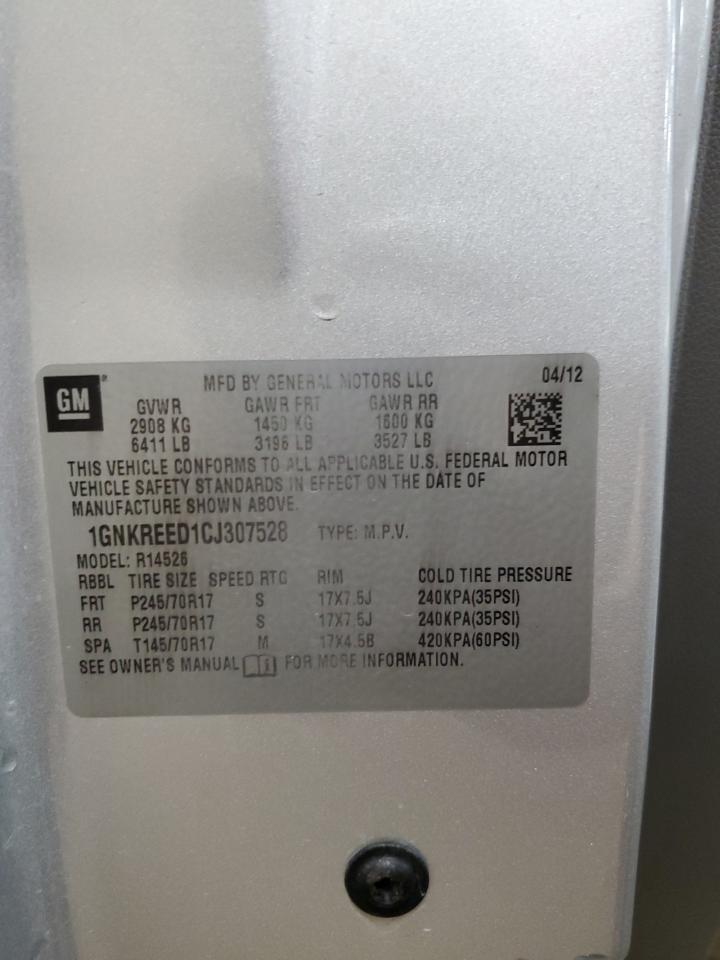 GM MFD BY GENERAL MOTORS LLC 04/12
GVWR GAWR FRT GAWR RR
2908 KG 1450 KG 1600 KG
6411 LB 3196 LB 3527 LB
THIS VEHICLE CONFORMS TO ALL APPLICABLE U.S. FEDERAL MOTOR
VEHICLE SAFETY STANDARDS IN EFFECT ON THE DATE OF
MANUFACTURE SHOWN ABOVE.
1GNKREED1CJ307528 TYPE: M.P.V.
MODEL: R14526
RBBL TIRE SIZE SPEED RTG RIM COLD TIRE PRESSURE
FRT P245/70R17 S 17X7.5J 240KPA(35PSI)
RR P245/70R17 S 17X7.5J 240KPA(35PSI)
SPA T145/70R17 M 17X4.5B 420KPA(60PSI)
SEE OWNER'S MANUAL FOR MORE INFORMATION.